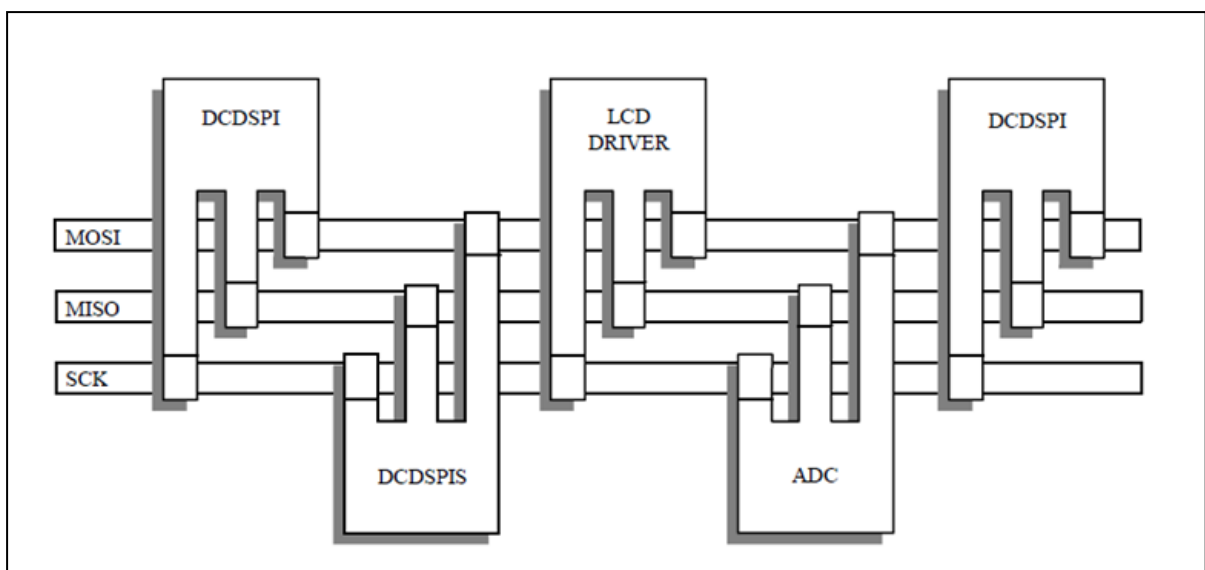 DCDSPI
LCD
DRIVER
DCDSPI
MOSI
MISO
SCK
DCDSPIS
ADC